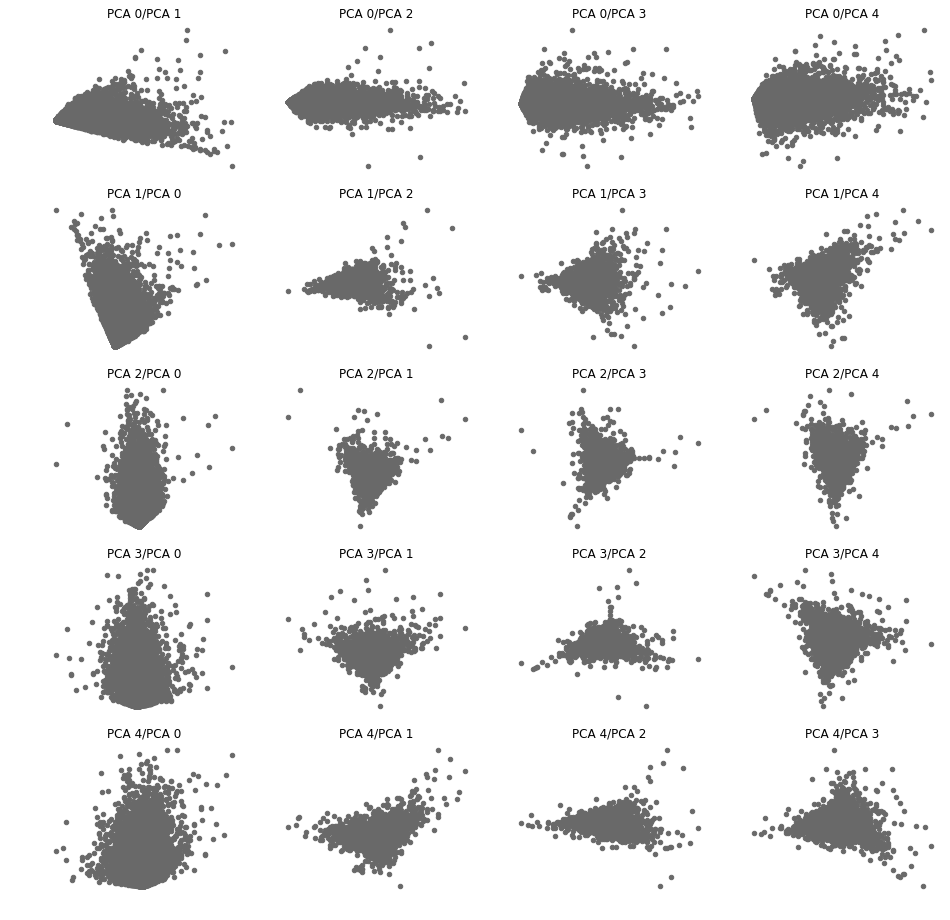 PCA 0/PCA 1
PCA 0/PCA 2
PCA 0/PCA 3
PCA 0/PCA 4
PCA 1/PCA 0
PCA 1/PCA 2
PCA 1/PCA 3
PCA 1/PCA 4
PCA 2/PCA 0
PCA 2/PCA 1
PCA 2/PCA 3
PCA 2/PCA 4
PCA 3/PCA 0
PCA 3/PCA 1
PCA 3/PCA 2
PCA 3/PCA 4
PCA 4/PCA 0
PCA 4/PCA 1
PCA 4/PCA 2
PCA 4/PCA 3